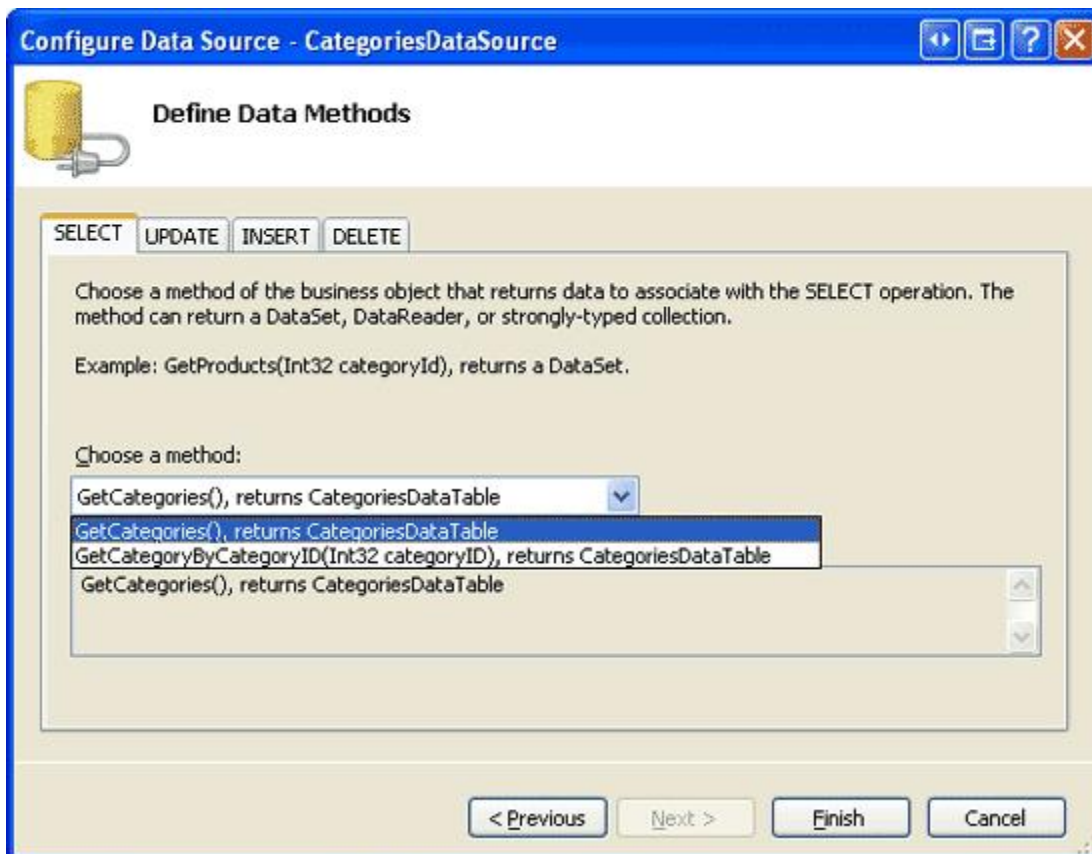 Configure Data Source - CategoriesDataSource
Define Data Methods
SELECT UPDATE INSERT DELETE
Choose a method of the business object that returns data to associate with the SELECT operation. The
method can return a DataSet, DataReader, or strongly-typed collection.
Example: GetProducts(Int32 categoryId), returns a DataSet.
Choose a method:
GetCategories(), returns CategoriesDataTable
GetCategories(), returns CategoriesDataTable
GetCategoryByCategoryID(Int32 categoryID), returns CategoriesDataTable
GetCategories(), returns CategoriesDataTable
< Previous Next > Finish Cancel